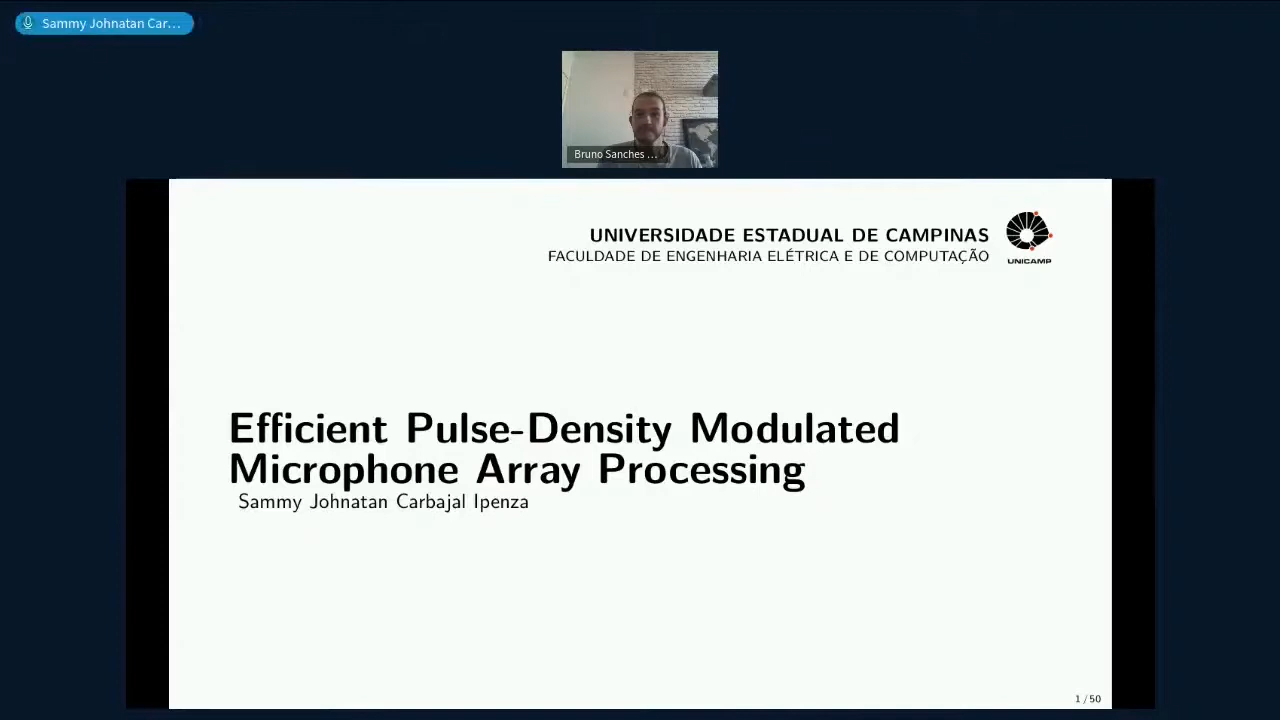 Sammy Johnatan Car...
Bruno Sanches ...
UNIVERSIDADE ESTADUAL DE CAMPINAS
FACULDADE DE ENGENHARIA ELÉTRICA E DE COMPUTAÇÃO
UNICAMP
Efficient Pulse-Density Modulated
Microphone Array Processing
Sammy Johnatan Carbajal Ipenza
1 / 50